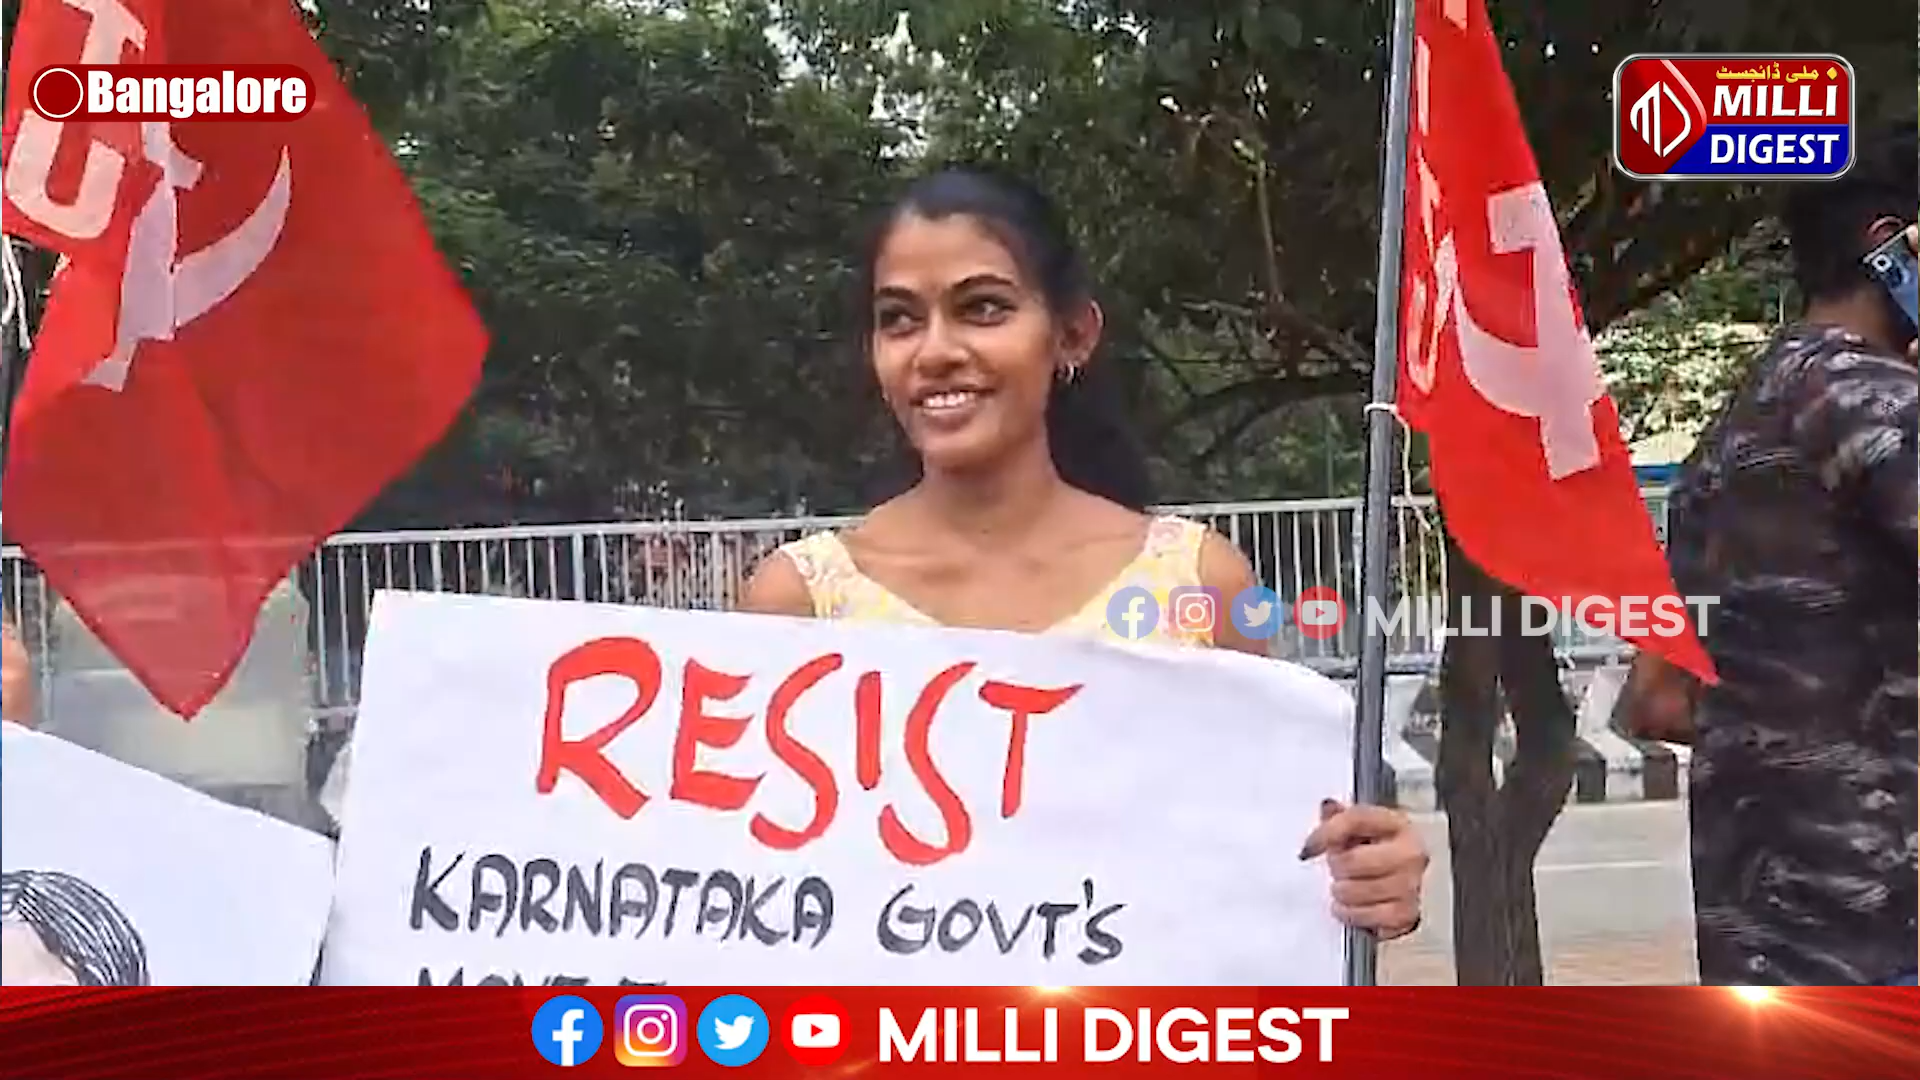 Bangalore
ملی ڈائجسٹ
MILLI
DIGEST
MILLI DIGEST
RESIST
KARNATAKA GOVT'S
MILLI DIGEST